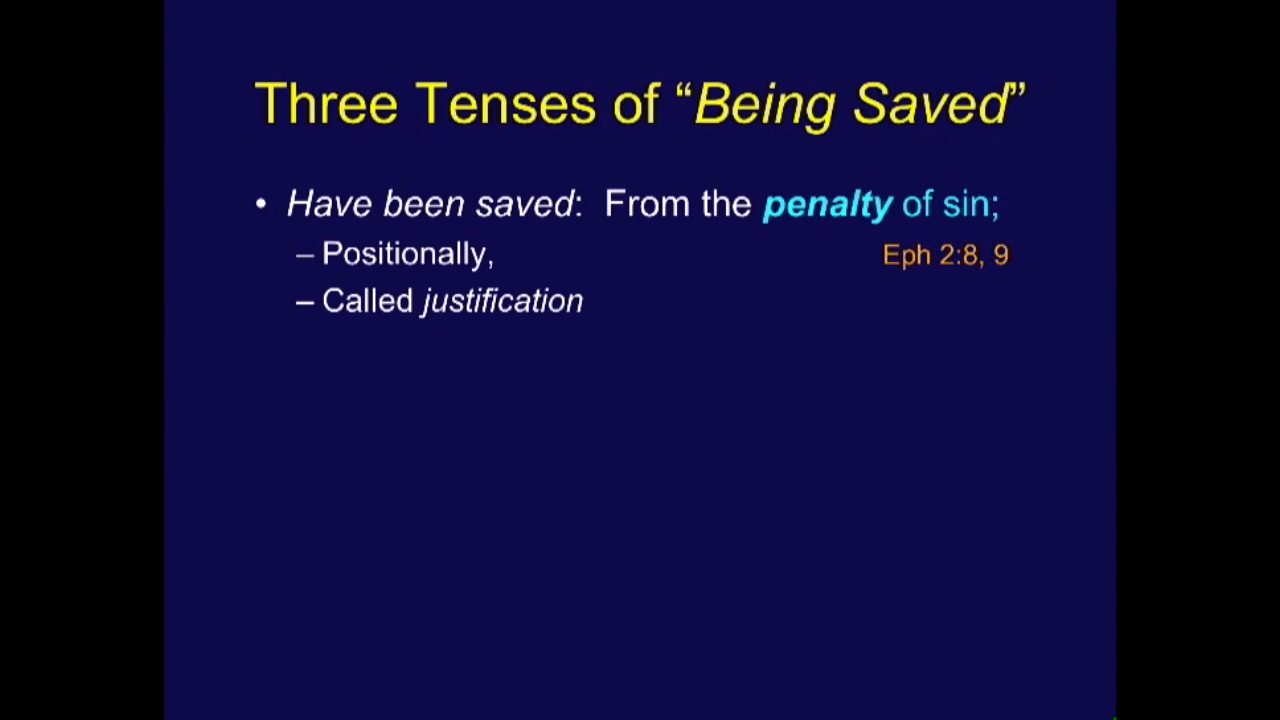 Three Tenses of “Being Saved”
• Have been saved: From the penalty of sin;
– Positionally, Eph 2:8, 9
– Called justification